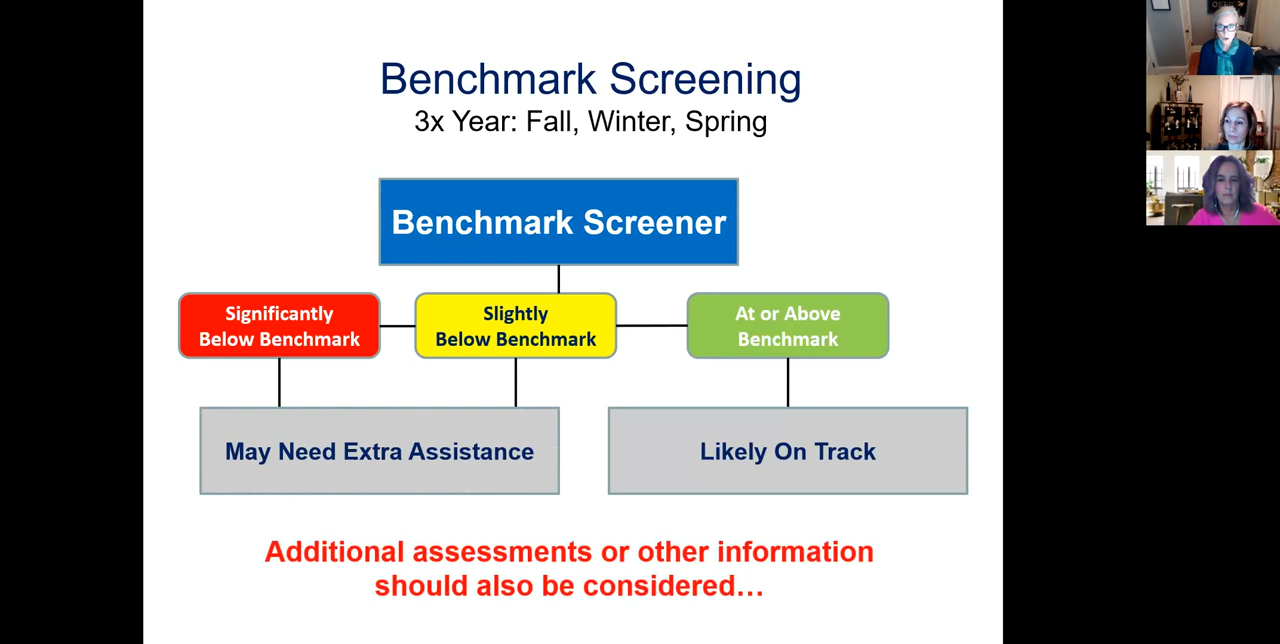 Benchmark Screening
3x Year: Fall, Winter, Spring
Benchmark Screener
Significantly
Below Benchmark
Slightly
Below Benchmark
At or Above
Benchmark
May Need Extra Assistance
Likely On Track
Additional assessments or other information
should also be considered…